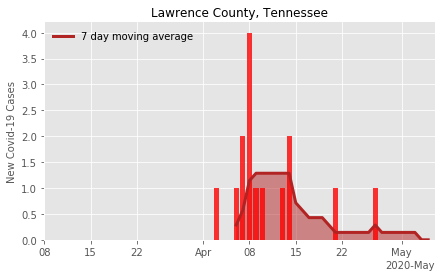 Lawrence County, Tennessee
7 day moving average
New Covid-19 Cases
4.0
3.5
3.0
2.5
2.0
1.5
1.0
0.5
0.0
08 15 22 Apr 08 15 22 May
2020-May